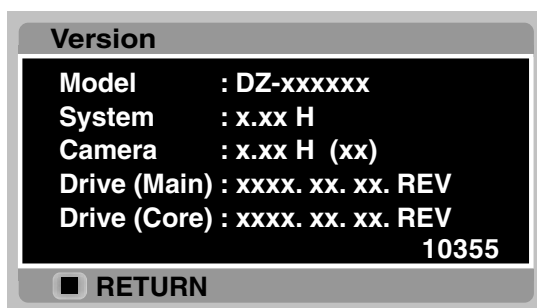 Version
Model : DZ-xxxxxx
System : x.xx H
Camera : x.xx H (xx)
Drive (Main) : xxxx. xx. xx. REV
Drive (Core) : xxxx. xx. xx. REV
10355
RETURN